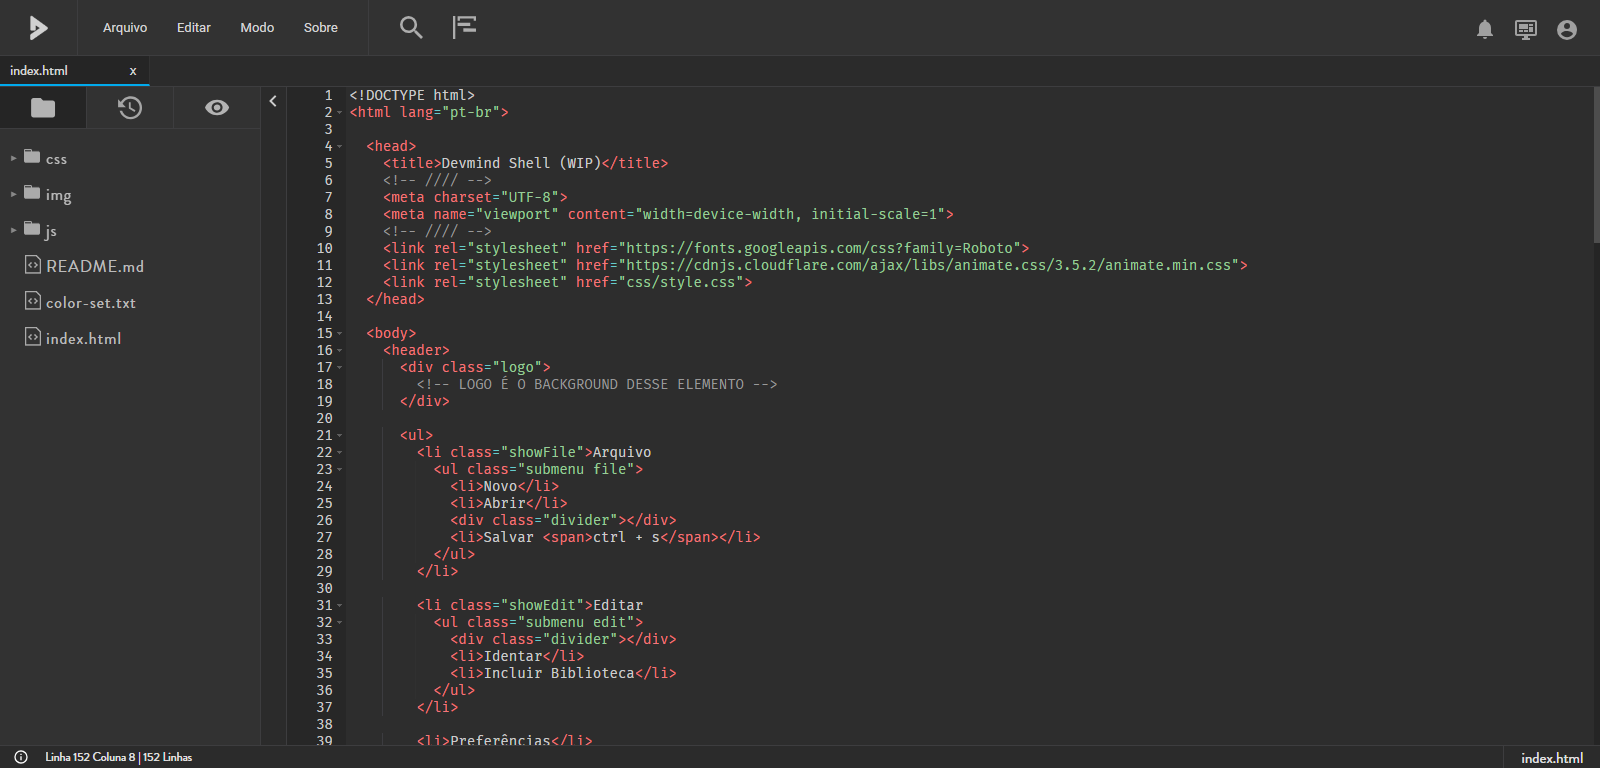 Arquivo Editar Modo Sobre
index.html x
css
img
js
README.md
color-set.txt
index.html
1 <!DOCTYPE html>
2 <html lang="pt-br">
3
4 <head>
5 <title>Devmind Shell (WIP)</title>
6 <!-- //// -->
7 <meta charset="UTF-8">
8 <meta name="viewport" content="width=device-width, initial-scale=1">
9 <!-- //// -->
10 <link rel="stylesheet" href="https://fonts.googleapis.com/css?family=Roboto">
11 <link rel="stylesheet" href="https://cdnjs.cloudflare.com/ajax/libs/animate.css/3.5.2/animate.min.css">
12 <link rel="stylesheet" href="css/style.css">
13 </head>
14
15 <body>
16 <header>
17 <div class="logo">
18 <!-- LOGO É O BACKGROUND DESSE ELEMENTO -->
19 </div>
20
21 <ul>
22 <li class="showFile">Arquivo
23 <ul class="submenu file">
24 <li>Novo</li>
25 <li>Abrir</li>
26 <div class="divider"></div>
27 <li>Salvar <span>ctrl + s</span></li>
28 </ul>
29 </li>
30
31 <li class="showEdit">Editar
32 <ul class="submenu edit">
33 <div class="divider"></div>
34 <li>Identar</li>
35 <li>Incluir Biblioteca</li>
36 </ul>
37 </li>
38
39 <li>Preferências</li>
Linha 152 Coluna 8 | 152 Linhas
index.html